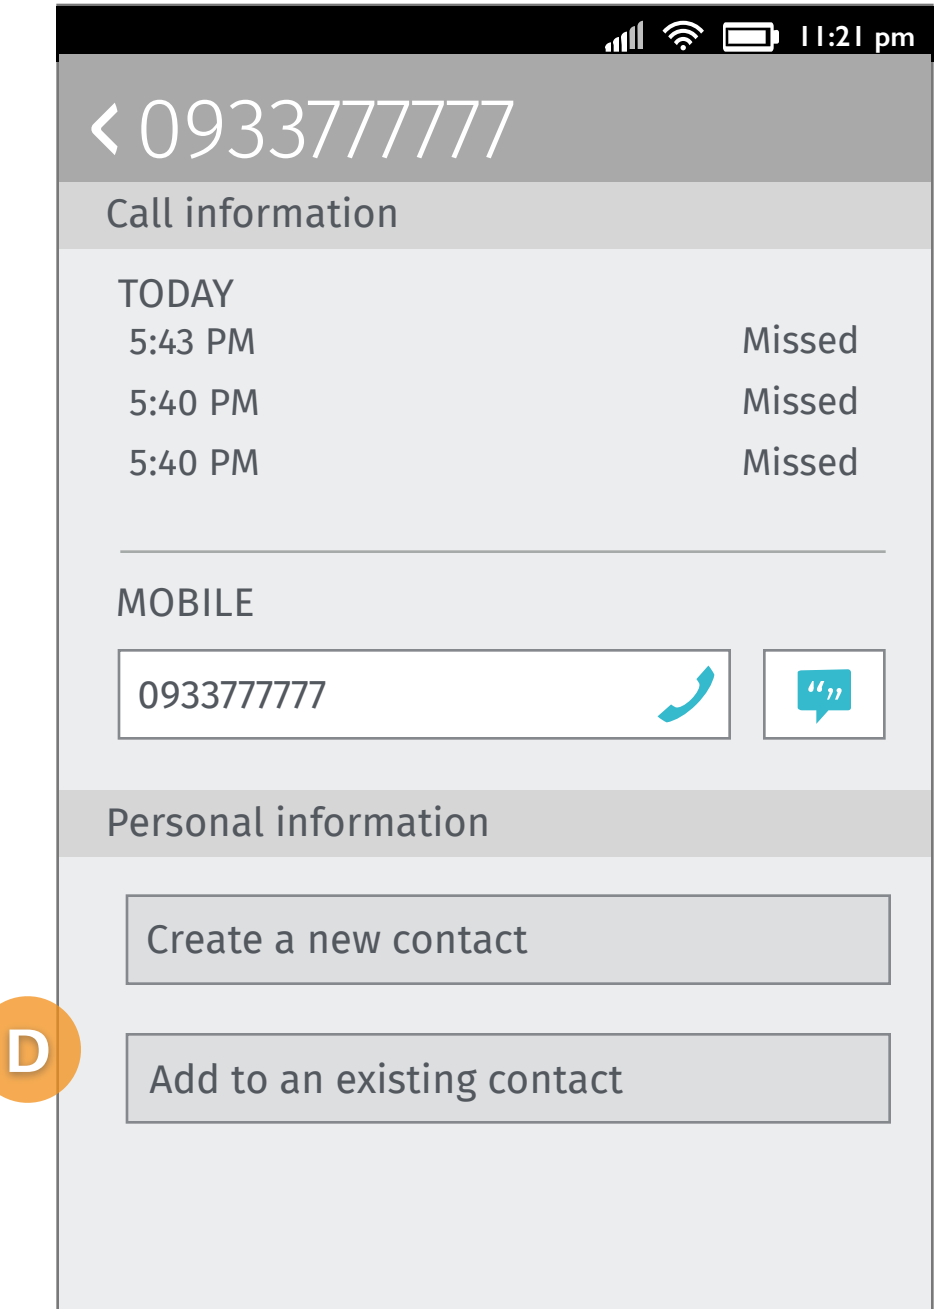 11:21 pm
0933777777
Call information
TODAY
5:43 PM Missed
5:40 PM Missed
5:40 PM Missed
MOBILE
0933777777
“„
Personal information
Create a new contact
D
Add to an existing contact